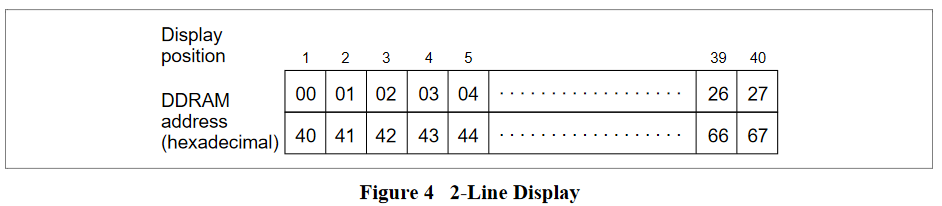 Display
position
1 2 3 4 5 39 40
DDRAM
address
(hexadecimal)
00 01 02 03 04 .................. 26 27
40 41 42 43 44 .................. 66 67
Figure 4 2-Line Display